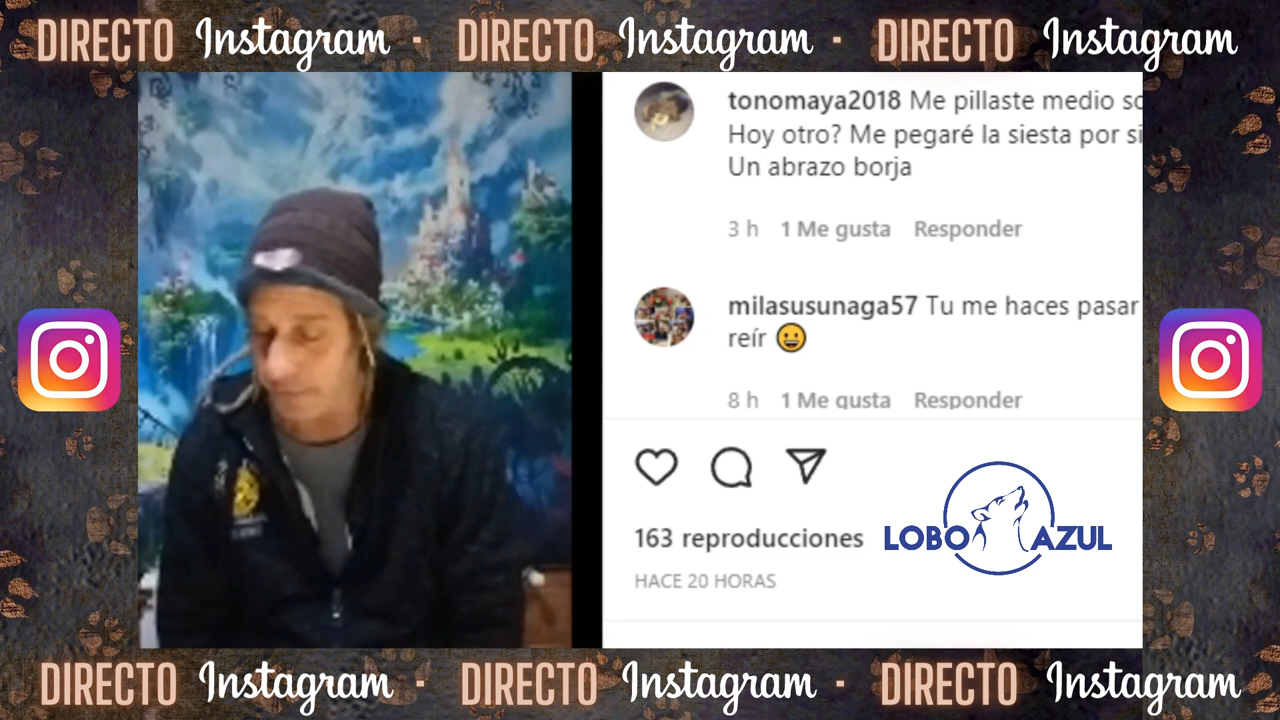 DIRECTO Instagram · DIRECTO Instagram · DIRECTO Instagram
tonomaya2018 Me pillaste medio
Hoy otro? Me pegaré la siesta por si
Un abrazo borja
3 h 1 Me gusta Responder
milasusunaga57 Tu me haces pasar
reír 😀
8 h 1 Me gusta Responder
163 reproducciones
LOBO AZUL
HACE 20 HORAS
DIRECTO Instagram · DIRECTO Instagram · DIRECTO Instagram